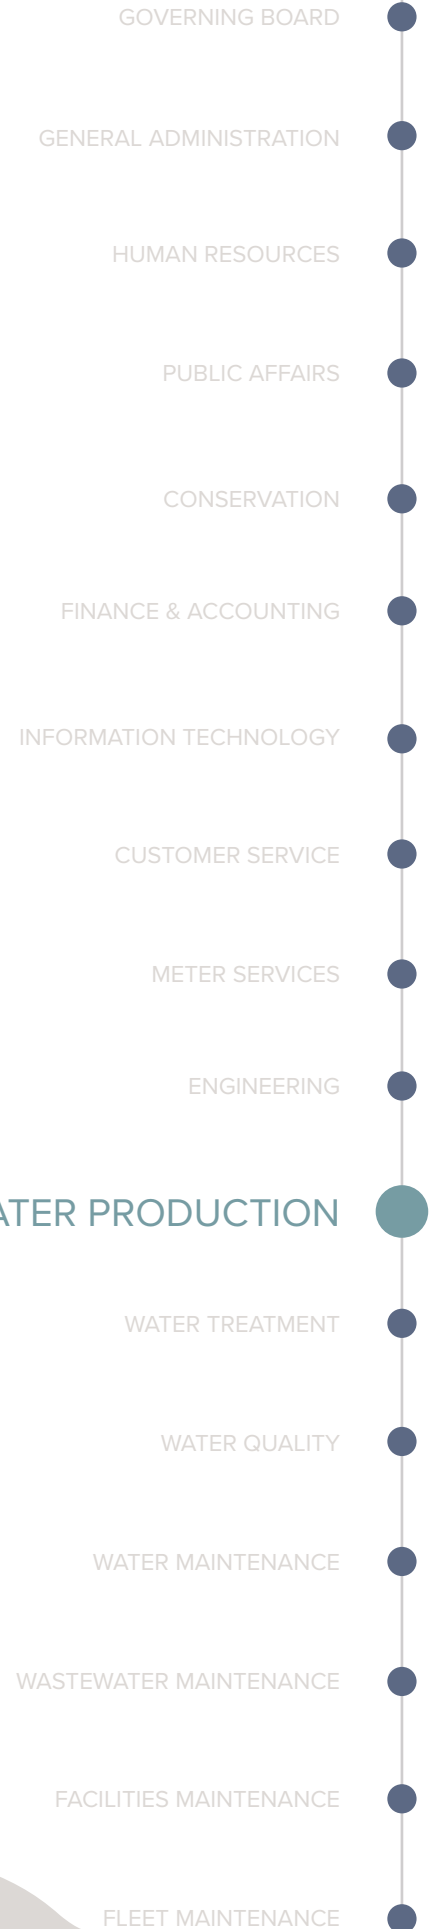 GOVERNING BOARD
GENERAL ADMINISTRATION
HUMAN RESOURCES
PUBLIC AFFAIRS
CONSERVATION
FINANCE & ACCOUNTING
INFORMATION TECHNOLOGY
CUSTOMER SERVICE
METER SERVICES
ENGINEERING
ATER PRODUCTION
WATER TREATMENT
WATER QUALITY
WATER MAINTENANCE
WASTEWATER MAINTENANCE
FACILITIES MAINTENANCE
FLEET MAINTENANCE